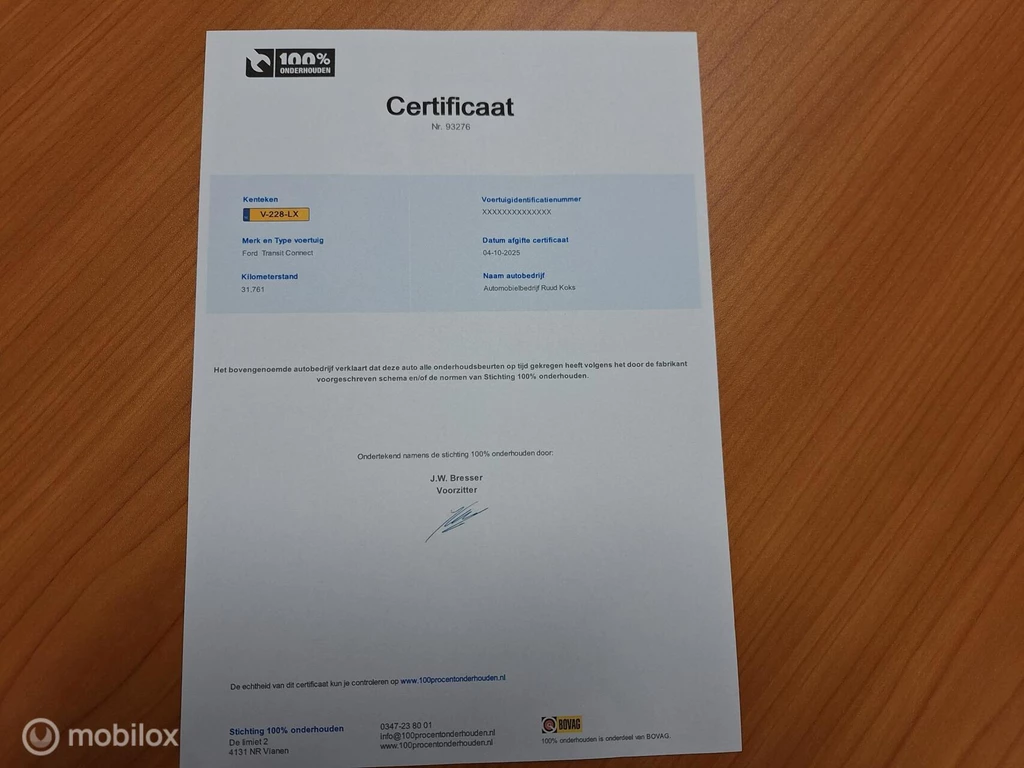 100%
ONDERHOUDEN
Certificaat
Nr. 93276
Kenteken
V-228-LX
Voertuigidentificatienummer
XXXXXXXXXXXXXX
Merk en Type voertuig
Ford Transit Connect
Datum afgifte certificaat
04-10-2025
Kilometerstand
31.761
Naam autobedrijf
Automobielbedrijf Ruud Koks
Het bovengenoemde autobedrijf verklaart dat deze auto alle onderhoudsbeurten op tijd gekregen heeft volgens het door de fabrikant
voorgeschreven schema en/of de normen van Stichting 100% onderhouden.
Ondertekend namens de stichting 100% onderhouden door:
J.W. Bresser
Voorzitter
De echtheid van dit certificaat kun je controleren op www.100procentonderhouden.nl
Stichting 100% onderhouden
De limiet 2
4131 NR Vianen
0347-23 80 01
info@100procentonderhouden.nl
www.100procentonderhouden.nl
BOVAG
100% onderhouden is onderdeel van BOVAG.
mobilox